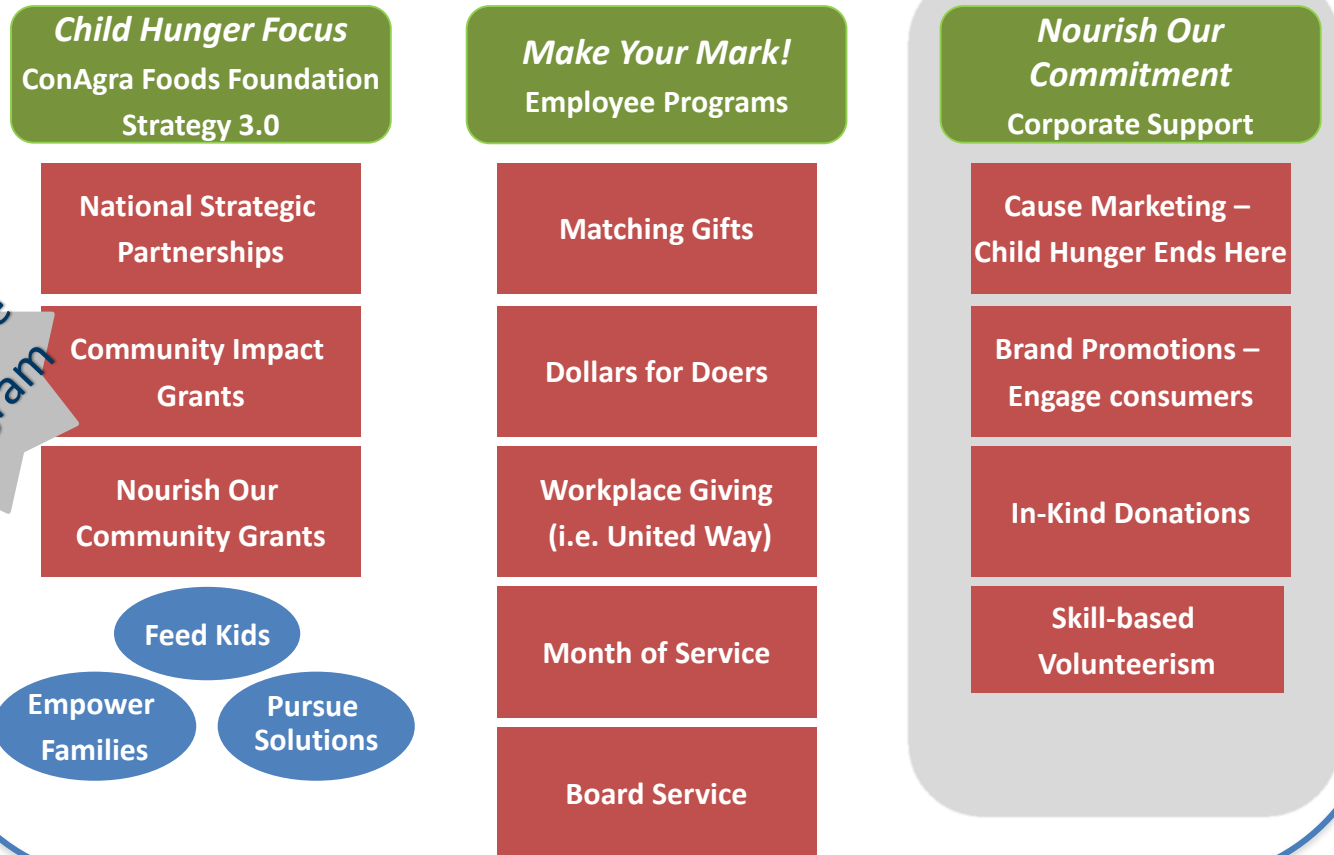 Child Hunger Focus
ConAgra Foods Foundation
Strategy 3.0
National Strategic
Partnerships
Community Impact
Grants
Nourish Our
Community Grants
Feed Kids
Empower
Families
Pursue
Solutions
Make Your Mark!
Employee Programs
Matching Gifts
Dollars for Doers
Workplace Giving
(i.e. United Way)
Month of Service
Board Service
Nourish Our
Commitment
Corporate Support
Cause Marketing –
Child Hunger Ends Here
Brand Promotions –
Engage consumers
In-Kind Donations
Skill-based
Volunteerism